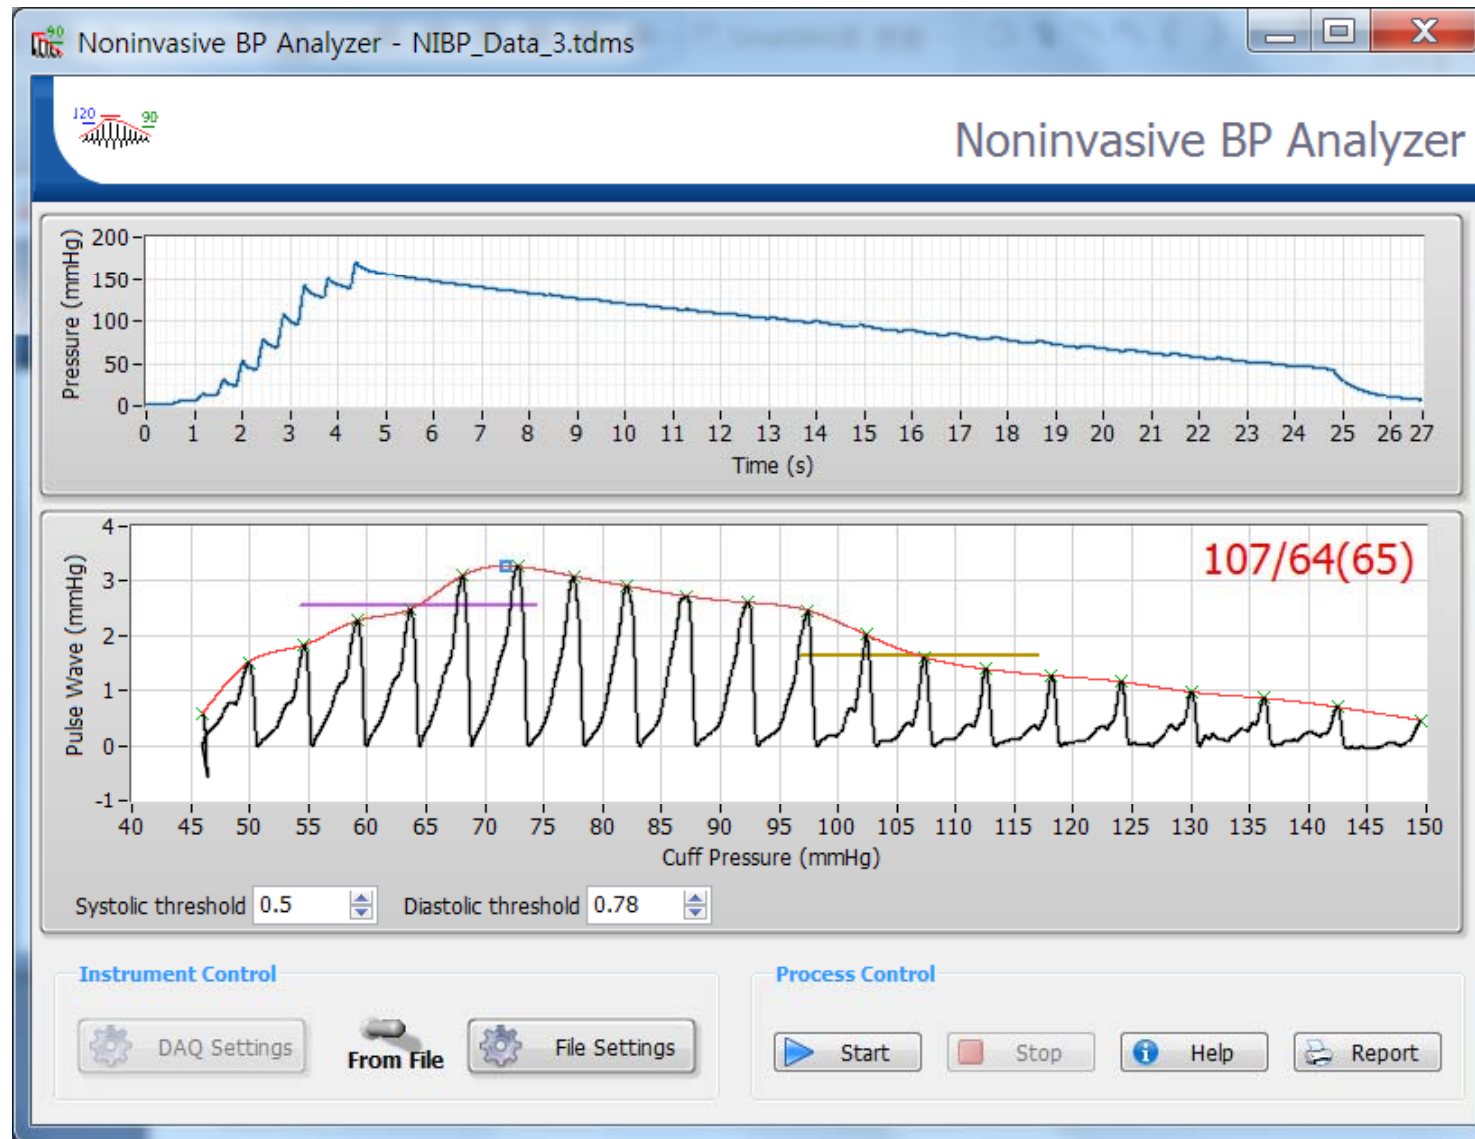 Noninvasive BP Analyzer - NIBP_Data_3.tdms
120 90
Noninvasive BP Analyzer
Pressure (mmHg)
200
150
100
50
0
0 1 2 3 4 5 6 7 8 9 10 11 12 13 14 15 16 17 18 19 20 21 22 23 24 25 26 27
Time (s)
Pulse Wave (mmHg)
4
3
2
1
0
-1
107/64(65)
40 45 50 55 60 65 70 75 80 85 90 95 100 105 110 115 120 125 130 135 140 145 150
Cuff Pressure (mmHg)
Systolic threshold 0.5 Diastolic threshold 0.78
Instrument Control
DAQ Settings From File File Settings
Process Control
Start Stop Help Report